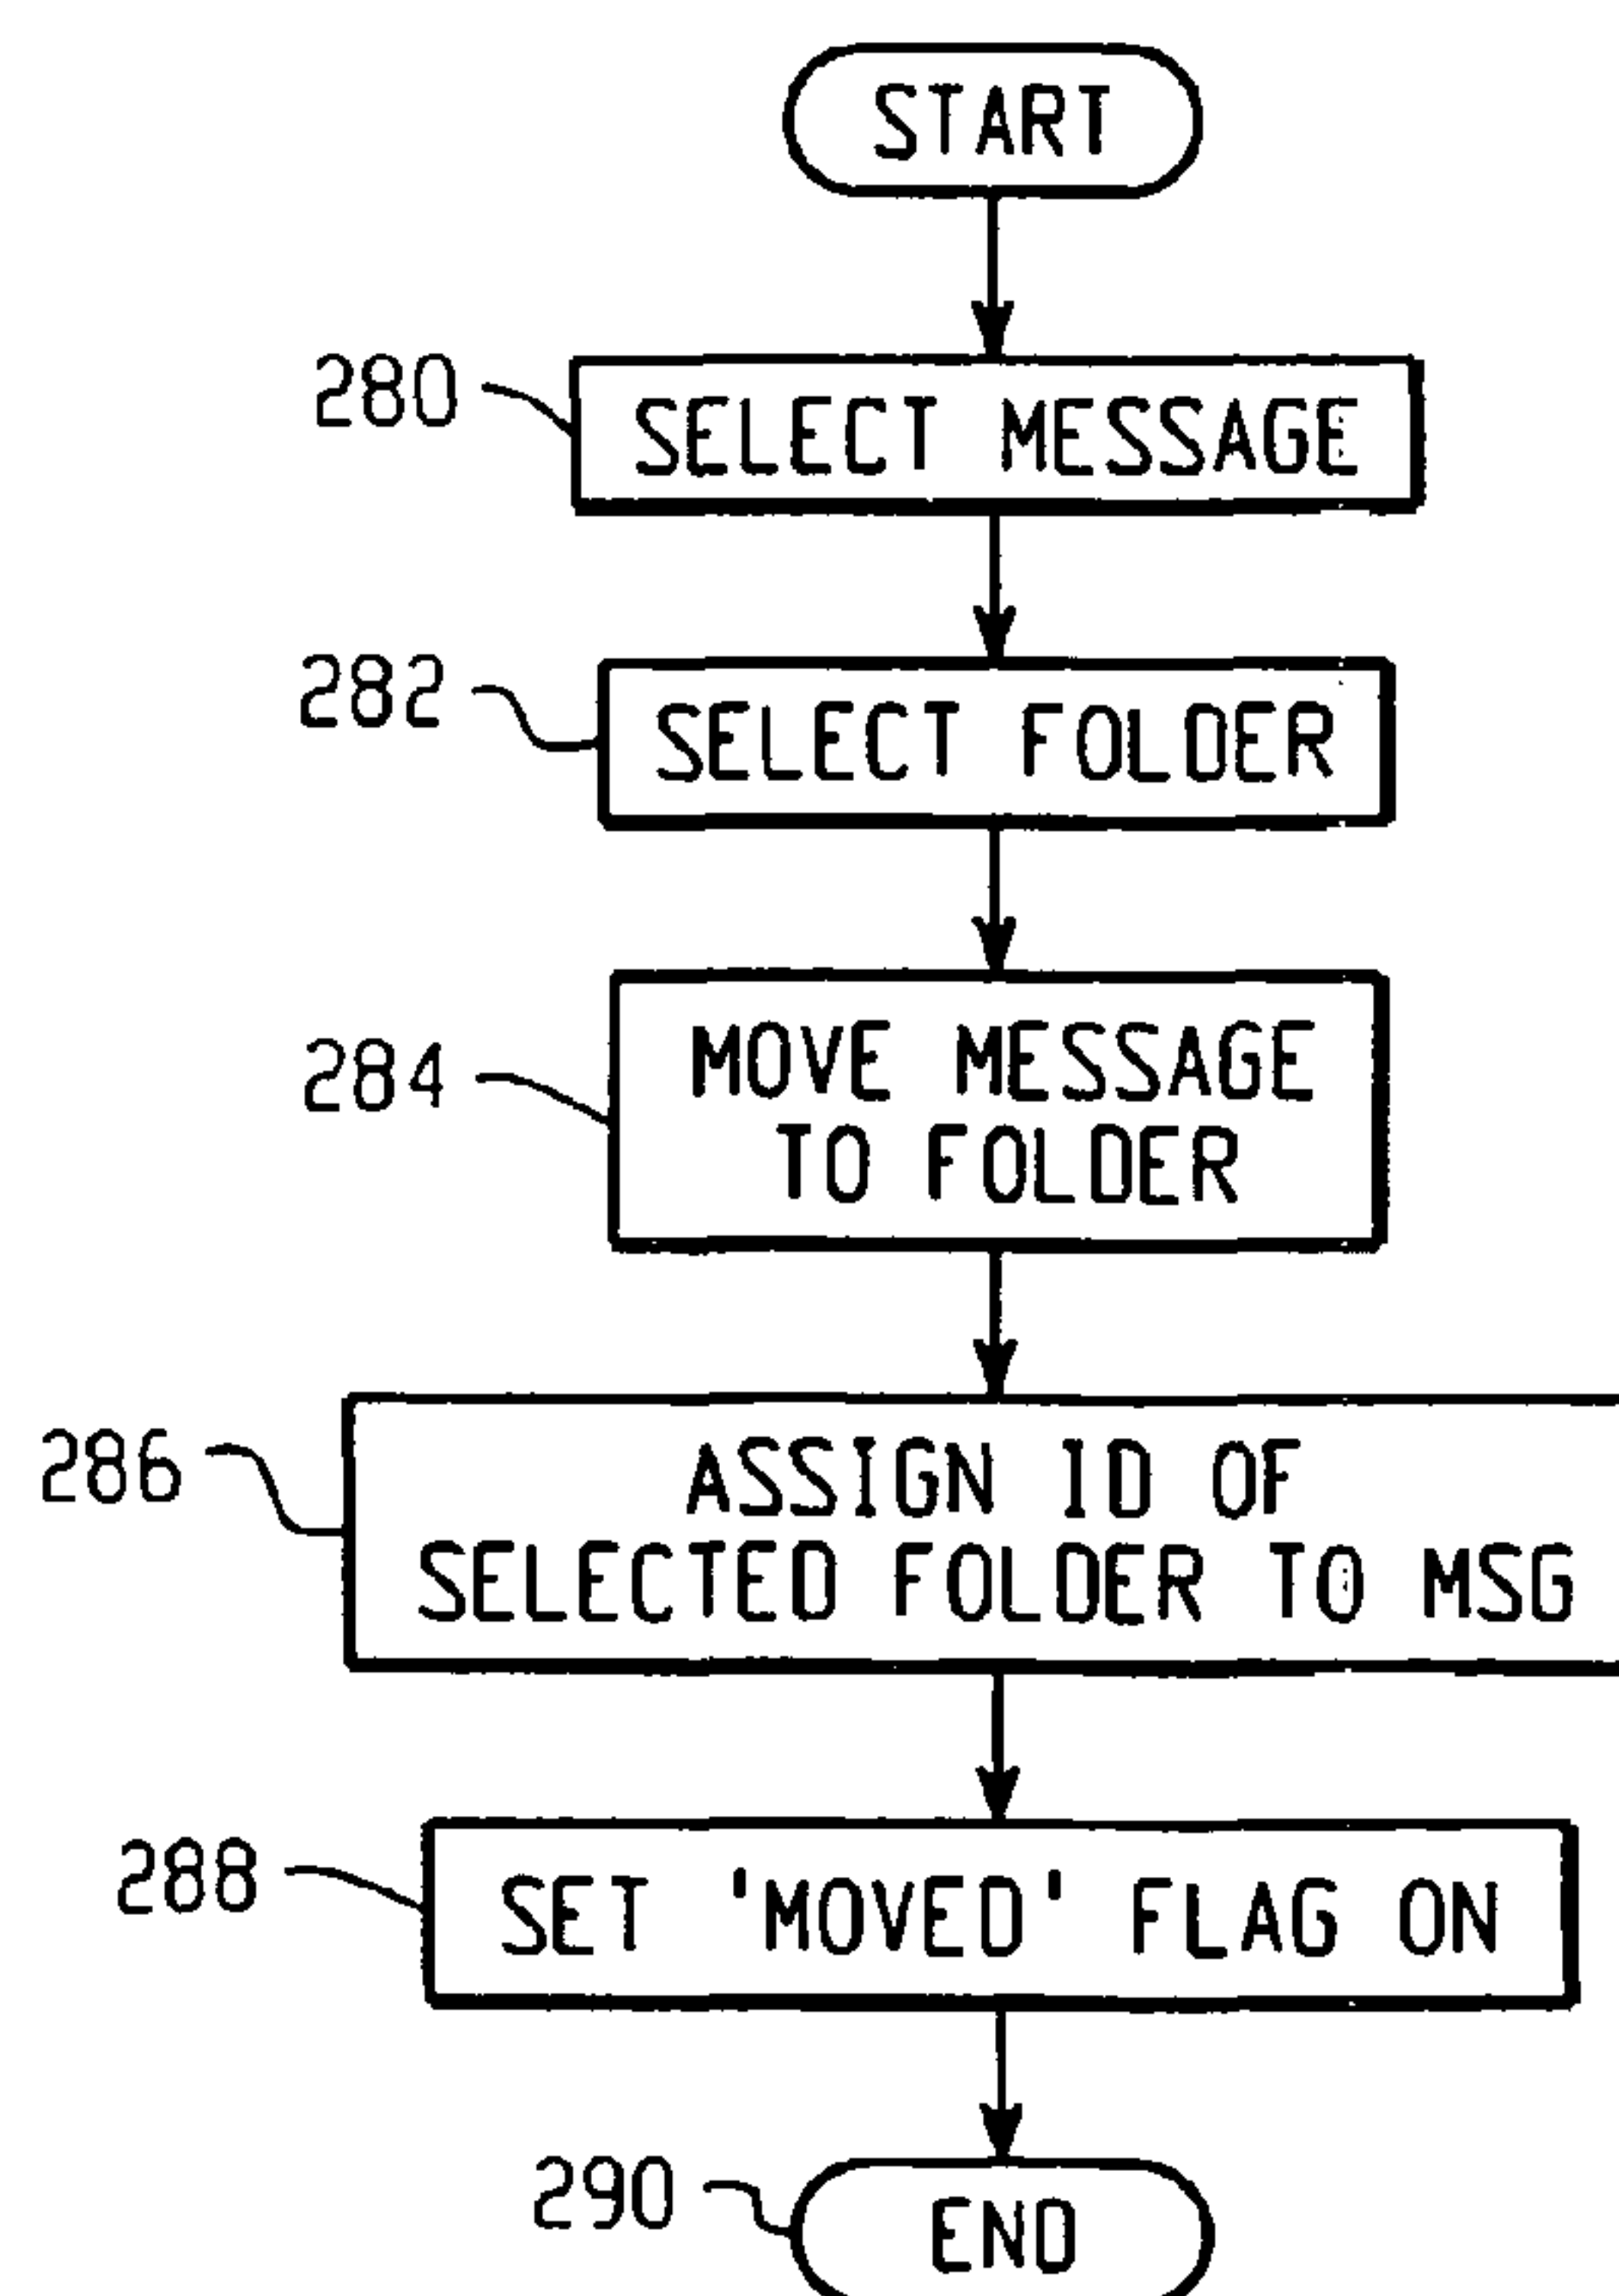 START
280
SELECT MESSAGE
282
SELECT FOLDER
284
MOVE MESSAGE
TO FOLDER
286
ASSIGN ID OF
SELECTED FOLDER TO MSG
288
SET 'MOVED' FLAG ON
290
END